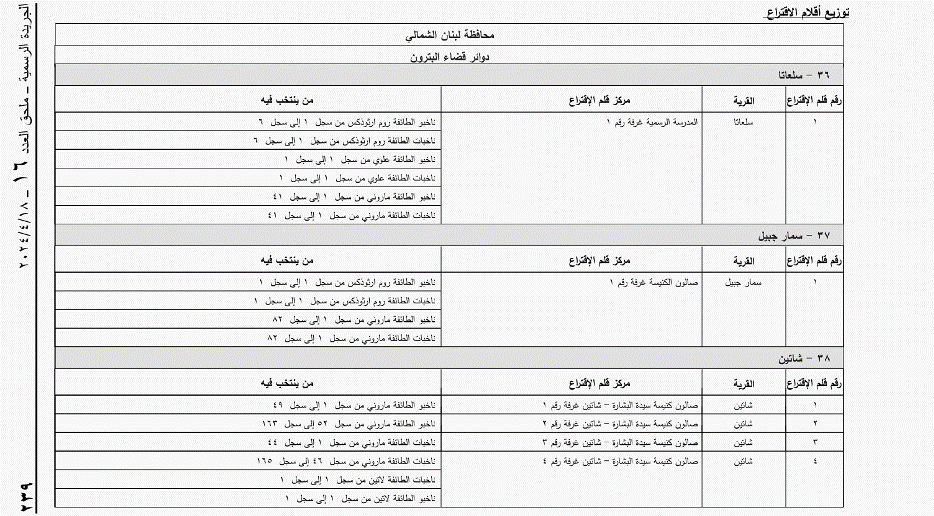 توزيع أقلام الاقتراع
محافظة لبنان الشمالي
دوائر قضاء البترون
٣٦ - سلعاتا
رقم قلم الإقتراع القرية مركز قلم الإقتراع من ينتخب فيه
١ سلعاتا المدرسة الرسمية غرفة رقم ١ ناخبو الطائفة روم ارثوذكس من سجل ١ إلى سجل ٦
ناخبات الطائفة روم ارثوذكس من سجل ١ إلى سجل ٦
ناخبو الطائفة علوي من سجل ١ إلى سجل ١
ناخبات الطائفة علوي من سجل ١ إلى سجل ١
ناخبو الطائفة ماروني من سجل ١ إلى سجل ٤١
ناخبات الطائفة ماروني من سجل ١ إلى سجل ٤١
٣٧ - سمار جبيل
رقم قلم الإقتراع القرية مركز قلم الإقتراع من ينتخب فيه
١ سمار جبيل صالون الكنيسة غرفة رقم ١ ناخبو الطائفة روم ارثوذكس من سجل ١ إلى سجل ١
ناخبات الطائفة روم ارثوذكس من سجل ١ إلى سجل ١
ناخبو الطائفة ماروني من سجل ١ إلى سجل ٨٢
ناخبات الطائفة ماروني من سجل ١ إلى سجل ٨٢
٣٨ - شاتين
رقم قلم الإقتراع القرية مركز قلم الإقتراع من ينتخب فيه
١ شاتين صالون كنيسة سيدة البشارة - شاتين غرفة رقم ١ ناخبو الطائفة ماروني من سجل ١ إلى سجل ٤٩
٢ شاتين صالون كنيسة سيدة البشارة - شاتين غرفة رقم ٢ ناخبو الطائفة ماروني من سجل ٥٢ إلى سجل ١٦٣
٣ شاتين صالون كنيسة سيدة البشارة - شاتين غرفة رقم ٣ ناخبات الطائفة ماروني من سجل ١ إلى سجل ٤٤
٤ شاتين صالون كنيسة سيدة البشارة - شاتين غرفة رقم ٤ ناخبات الطائفة ماروني من سجل ٤٦ إلى سجل ١٦٥
ناخبات الطائفة لاتين من سجل ١ إلى سجل ١
ناخبو الطائفة لاتين من سجل ١ إلى سجل ١
الجريدة الرسمية - ملحق العدد ١٦ - ٢٠٢٤/٤/١٨
٢٣٩